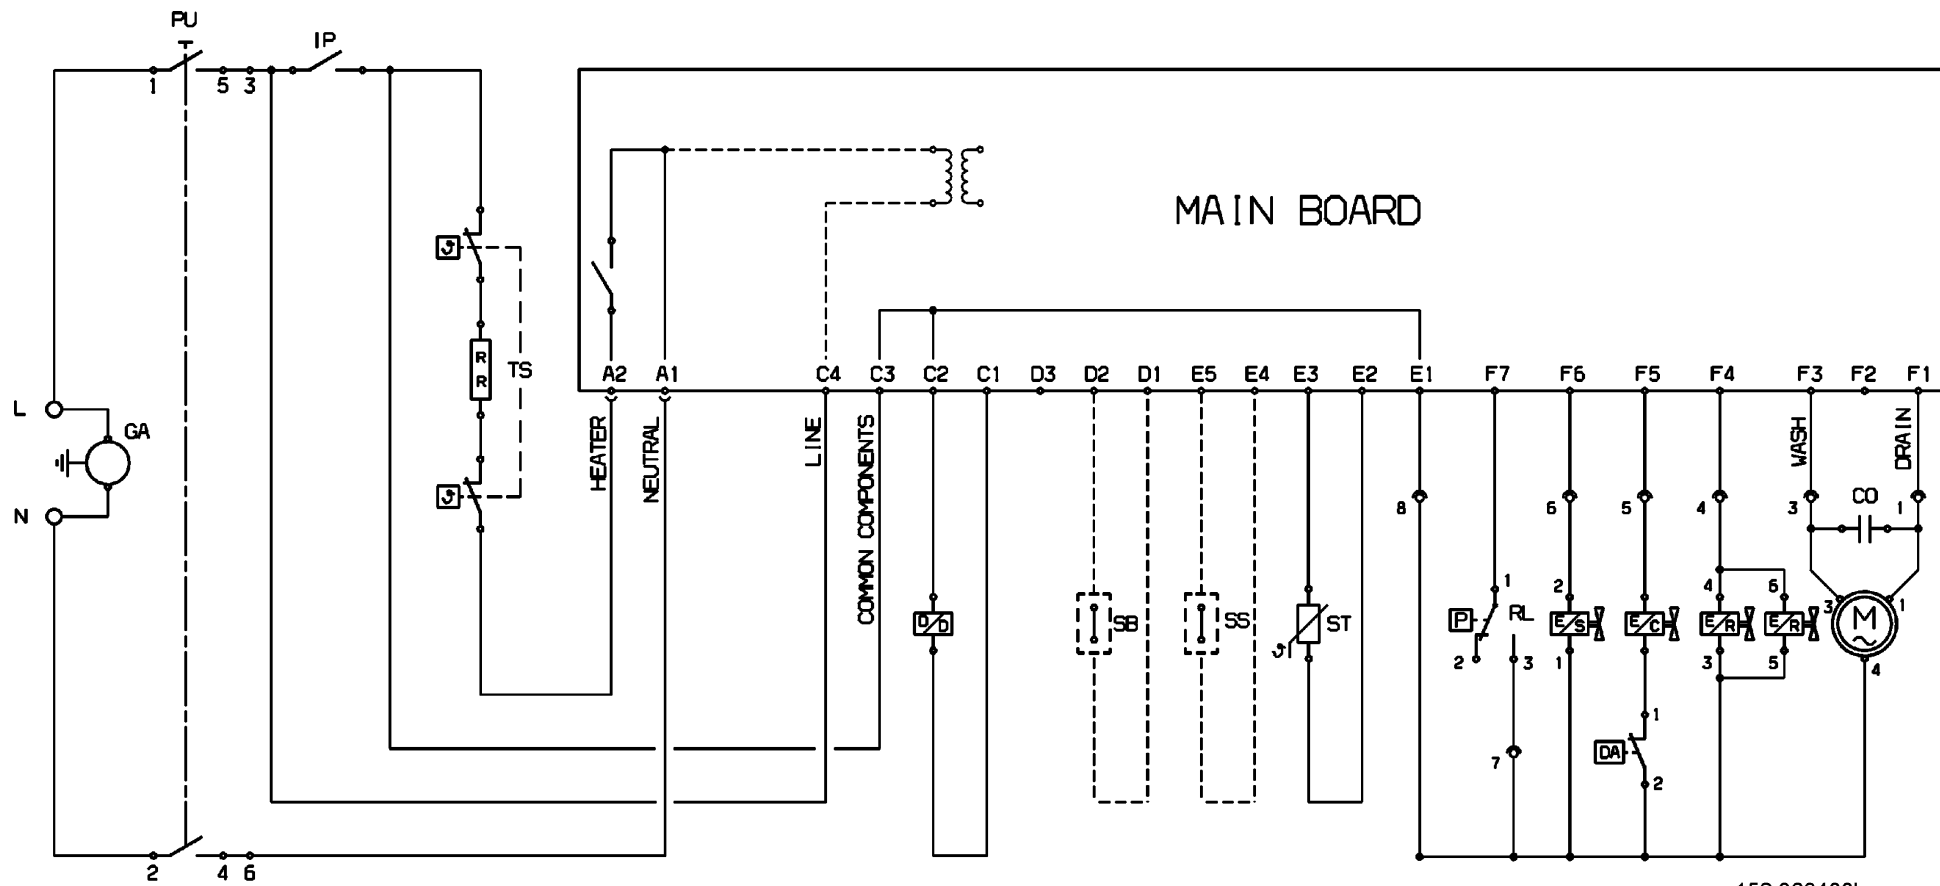 PU
IP
1 5 3
MAIN BOARD
ϑ
R R
TS
A2 A1 C4 C3 C2 C1 D3 D2 D1 E5 E4 E3 E2 E1 F7 F6 F5 F4 F3 F2 F1
L
GA
HEATER
NEUTRAL
LINE
COMMON COMPONENTS
WASH
DRAIN
ϑ
N
8 6 5 4 3 CO 1
1 2 4 6 3 1
D/D
SB
SS
ϑ
ST
P
RL
E/S
E/C
E/R
E/R
M
2 3 1 3 5 4
1
DA
7
2
2 4 6